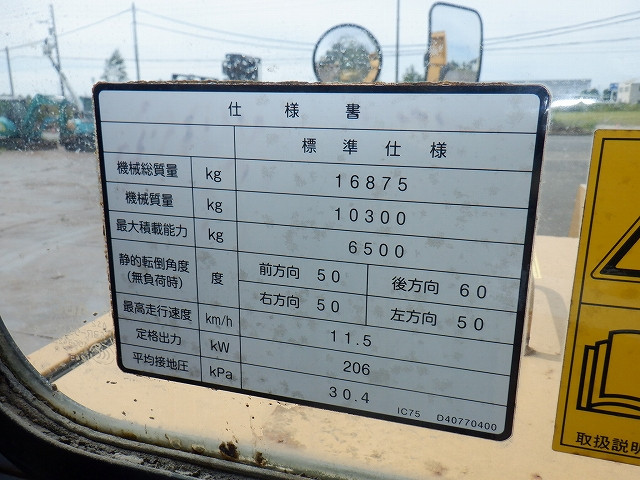 仕様書
標準仕様
機械総質量 kg 16875
機械質量 kg 10300
最大積載能力 kg 6500
静的転倒角度 (無負荷時) 度 前方向 50 後方向 60
右方向 50 左方向 50
最高走行速度 km/h 11.5
定格出力 kW 206
平均接地圧 kPa 30.4
IC75 D40770400
取扱説明